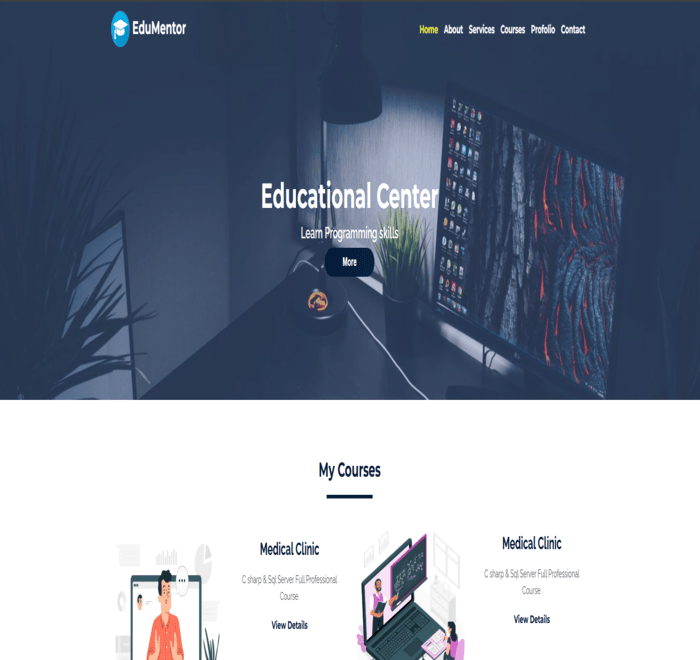 EduMentor
Home About Services Courses Profolio Contact
Educational Center
Learn Programming skills
More
My Courses
Medical Clinic
C sharp & Sql Server Full Professional
Course.
View Details
Medical Clinic
C sharp & Sql Server Full Professional
Course.
View Details